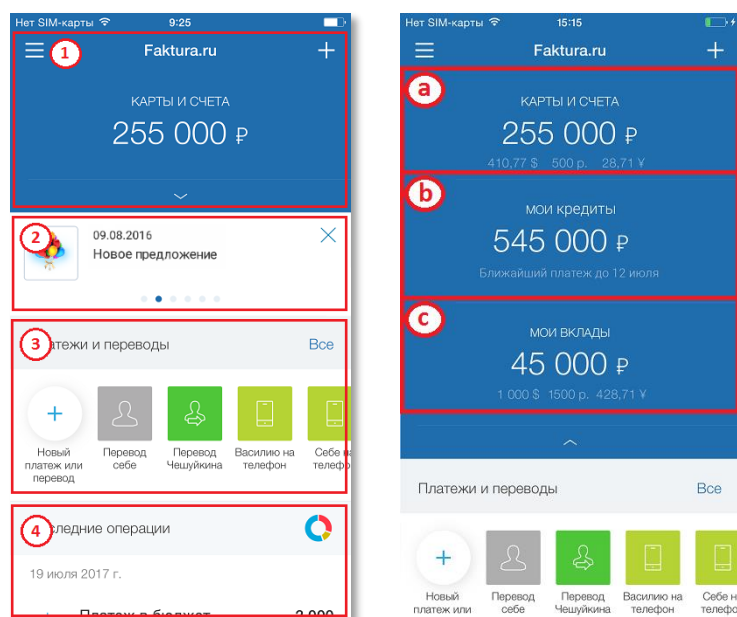 Нет SIM-карты 9:25
1 Faktura.ru +
КАРТЫ И СЧЕТА
255 000 ₽
2 09.08.2016
Новое предложение
3 атежи и переводы Все
Новый платеж или перевод
Перевод себе
Перевод Чешуйкина
Василию на телефон
Себе на телефо
4 следние операции
19 июля 2017 г.
Платеж в бюджет
Нет SIM-карты 15:15
Faktura.ru +
a
КАРТЫ И СЧЕТА
255 000 ₽
410,77 $ 500 р. 28,71 ¥
b
МОИ кредиты
545 000 ₽
Ближайший платеж до 12 июля
c
МОИ ВКЛАДЫ
45 000 ₽
1 000 $ 1500 р. 428,71 ¥
Платежи и переводы Все
Новый платеж или
Перевод себе
Перевод Чешуйкина
Василию на телефон
Себе н телефо